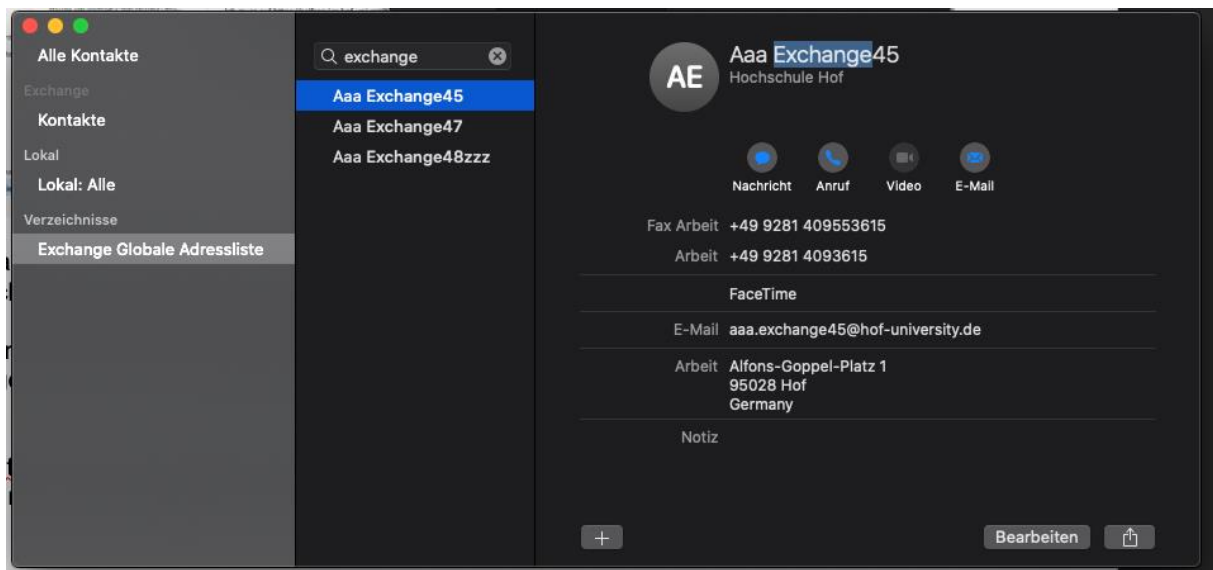 Alle Kontakte
Exchange
Kontakte
Lokal
Lokal: Alle
Verzeichnisse
Exchange Globale Adressliste
exchange
Aaa Exchange45
Aaa Exchange47
Aaa Exchange48zzz
AE
Aaa Exchange45
Hochschule Hof
Nachricht Anruf Video E-Mail
Fax Arbeit +49 9281 409553615
Arbeit +49 9281 4093615
FaceTime
E-Mail aaa.exchange45@hof-university.de
Arbeit Alfons-Goppel-Platz 1
95028 Hof
Germany
Notiz
+
Bearbeiten